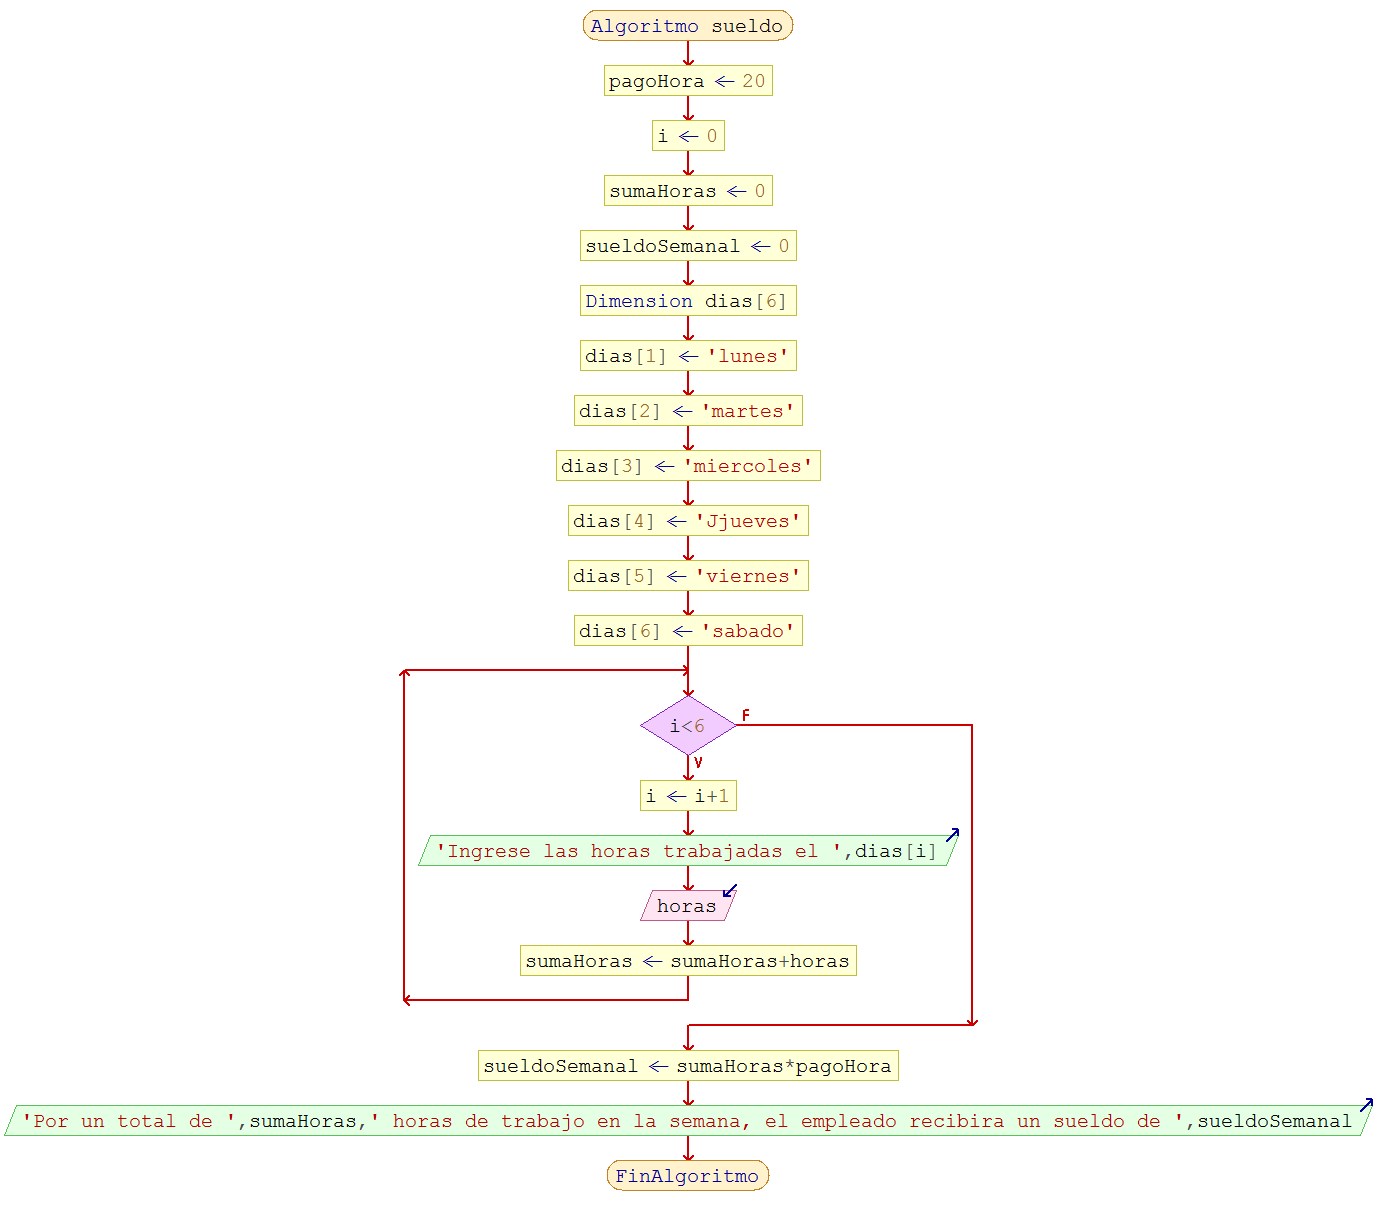 Algoritmo sueldo
pagoHora ← 20
i ← 0
sumaHoras ← 0
sueldoSemanal ← 0
Dimension dias[6]
dias[1] ← 'lunes'
dias[2] ← 'martes'
dias[3] ← 'miercoles'
dias[4] ← 'Jjueves'
dias[5] ← 'viernes'
dias[6] ← 'sabado'
i<6
F
V
i ← i+1
'Ingrese las horas trabajadas el ',dias[i]
horas
sumaHoras ← sumaHoras+horas
sueldoSemanal ← sumaHoras*pagoHora
'Por un total de ',sumaHoras,' horas de trabajo en la semana, el empleado recibira un sueldo de ',sueldoSemanal
FinAlgoritmo